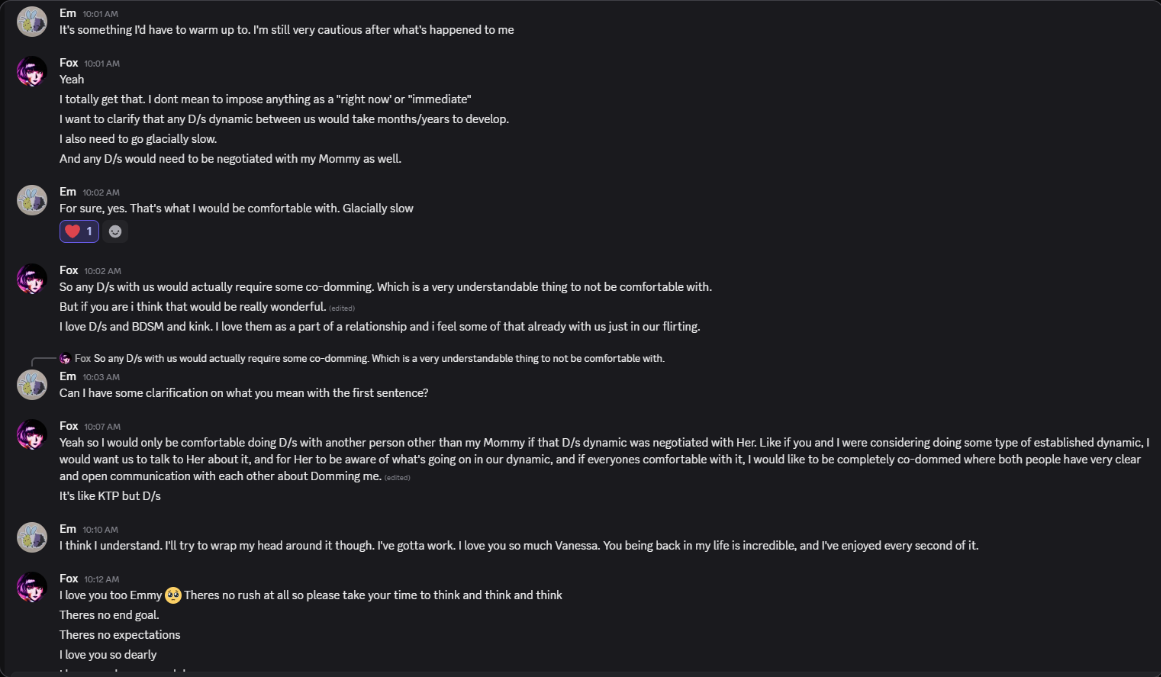 Em 10:01 AM
It's something I'd have to warm up to. I'm still very cautious after what's happened to me
Fox 10:01 AM
Yeah
I totally get that. I dont mean to impose anything as a "right now' or "immediate"
I want to clarify that any D/s dynamic between us would take months/years to develop.
I also need to go glacially slow.
And any D/s would need to be negotiated with my Mommy as well.
Em 10:02 AM
For sure, yes. That's what I would be comfortable with. Glacially slow
1
Fox 10:02 AM
So any D/s with us would actually require some co-domming. Which is a very understandable thing to not be comfortable with.
But if you are i think that would be really wonderful. (edited)
I love D/s and BDSM and kink. I love them as a part of a relationship and i feel some of that already with us just in our flirting.
Fox So any D/s with us would actually require some co-domming. Which is a very understandable thing to not be comfortable with.
Em 10:03 AM
Can I have some clarification on what you mean with the first sentence?
Fox 10:07 AM
Yeah so I would only be comfortable doing D/s with another person other than my Mommy if that D/s dynamic was negotiated with Her. Like if you and I were considering doing some type of established dynamic, I
would want us to talk to Her about it, and for Her to be aware of what's going on in our dynamic, and if everyones comfortable with it, I would like to be completely co-dommed where both people have very clear
and open communication with each other about Domming me. (edited)
It's like KTP but D/s
Em 10:10 AM
I think I understand. I'll try to wrap my head around it though. I've gotta work. I love you so much Vanessa. You being back in my life is incredible, and I've enjoyed every second of it.
Fox 10:12 AM
I love you too Emmy 🥺 Theres no rush at all so please take your time to think and think and think
Theres no end goal.
Theres no expectations
I love you so dearly